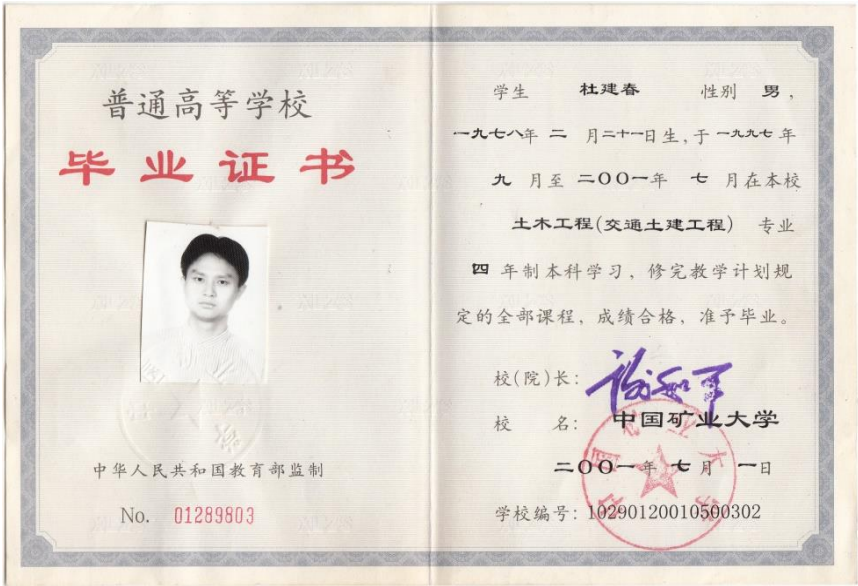 普通高等学校
毕业证书
中华人民共和国教育部监制
No. 01289803
学生 杜建春 性别 男，
一九七八年 二 月二十一日生，于 一九九七 年
九 月至 二〇〇一年 七 月在本校
土木工程(交通土建工程) 专业
四 年制本科学习，修完教学计划规
定的全部课程，成绩合格，准予毕业。
校(院)长：
校 名：中国矿业大学
二〇〇一年 七 月 一日
学校编号：10290120010500302